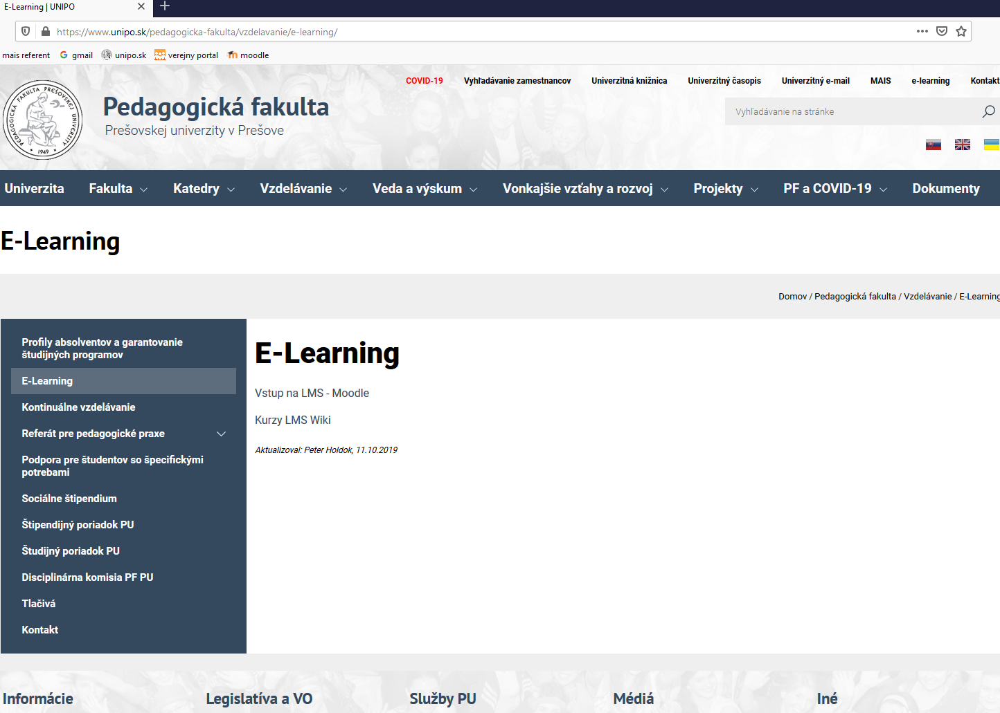 E-Learning | UNIPO
https://www.unipo.sk/pedagogicka-fakulta/vzdelavanie/e-learning/
mais referent gmail unipo.sk verejny portal moodle
COVID-19 Vyhľadávanie zamestnancov Univerzitná knižnica Univerzitný časopis Univerzitný e-mail MAIS e-learning Kontakt
PEDAGOGICKÁ FAKULTA PREŠOVSKEJ UNIVERZITY
1949
Pedagogická fakulta
Prešovskej univerzity v Prešove
Vyhľadávanie na stránke
Univerzita Fakulta Katedry Vzdelávanie Veda a výskum Vonkajšie vzťahy a rozvoj Projekty PF a COVID-19 Dokumenty
E-Learning
Domov / Pedagogická fakulta / Vzdelávanie / E-Learning
Profily absolventov a garantovanie
študijných programov
E-Learning
Kontinuálne vzdelávanie
Referát pre pedagogické praxe
Podpora pre študentov so špecifickými
potrebami
Sociálne štipendium
Štipendijný poriadok PU
Študijný poriadok PU
Disciplinárna komisia PF PU
Tlačivá
Kontakt
E-Learning
Vstup na LMS - Moodle
Kurzy LMS Wiki
Aktualizoval: Peter Holdok, 11.10.2019
Informácie Legislatíva a VO Služby PU Médiá Iné